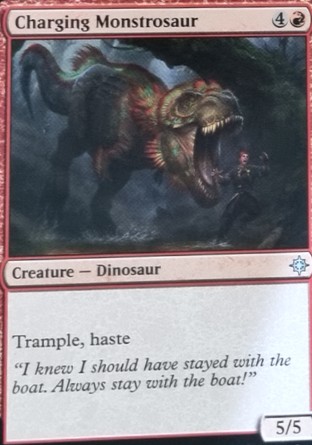 Charging Monstrosaur 4
Creature — Dinosaur
Trample, haste
“I knew I should have stayed with the
boat. Always stay with the boat!”
5/5